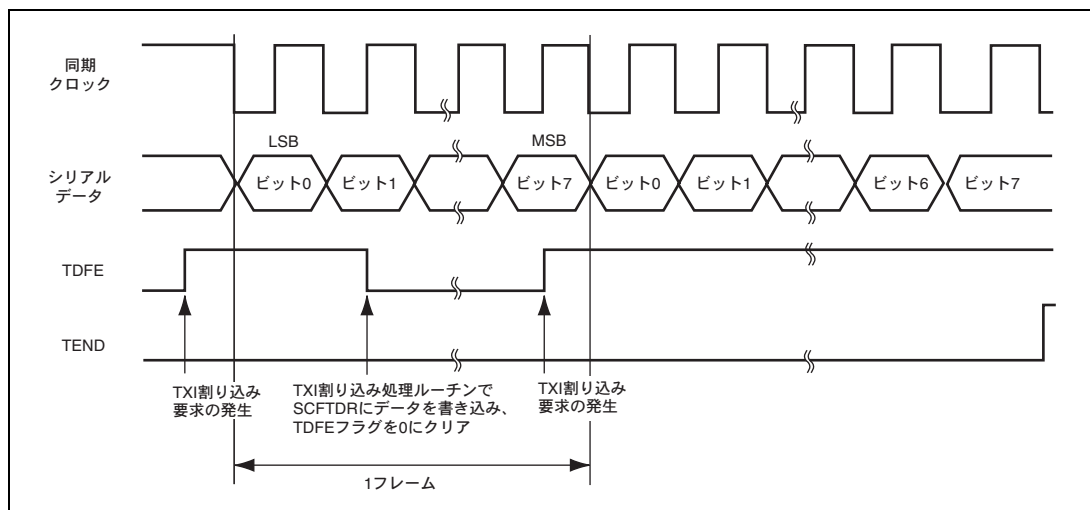 同期
クロック
LSB
MSB
シリアル
データ
ビット0
ビット1
ビット7
ビット0
ビット1
ビット6
ビット7
TDFE
TEND
TXI割り込み
要求の発生
TXI割り込み処理ルーチンで
SCFTDRにデータを書き込み、
TDFEフラグを0にクリア
TXI割り込み
要求の発生
1フレーム